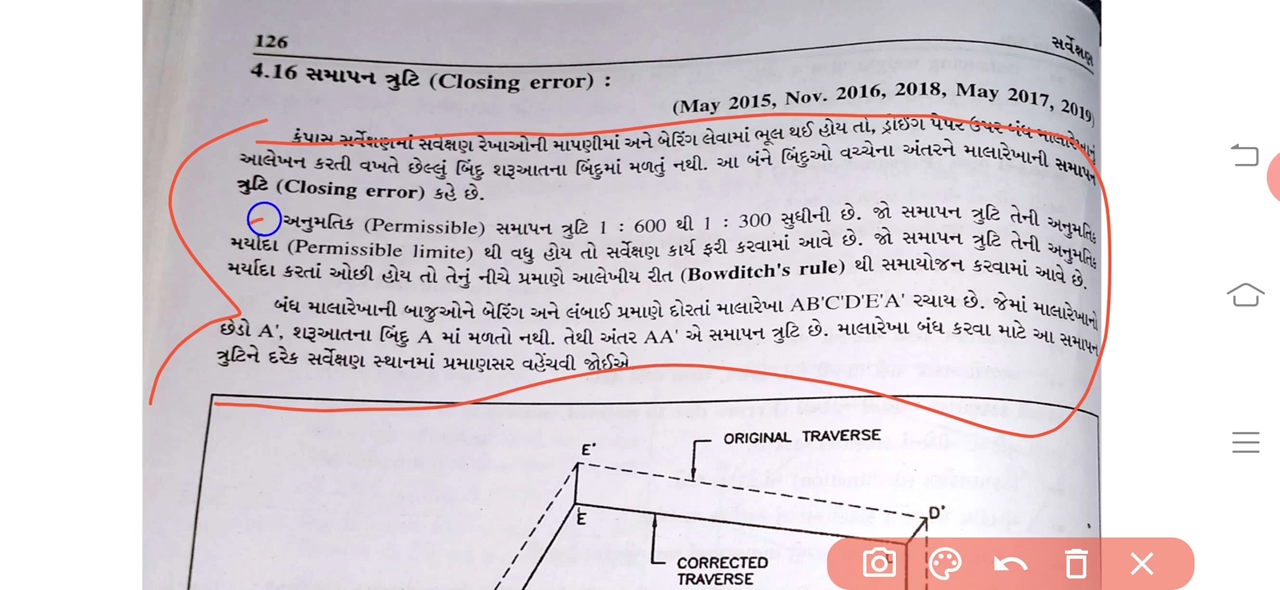 126
સર્વેક્ષણ
4.16 સમાપન ત્રુટિ (Closing error) :
(May 2015, Nov. 2016, 2018, May 2017, 2019)
કંપાસ સર્વેક્ષણમાં સર્વેક્ષણ રેખાઓની માપણીમાં અને બેરિંગ લેવામાં ભૂલ થઈ હોય તો, ડ્રોઈંગ પેપર ઉપર બંધ માલારેખાનું
આલેખન કરતી વખતે છેલ્લું બિંદુ શરૂઆતના બિંદુમાં મળતું નથી. આ બંને બિંદુઓ વચ્ચેના અંતરને માલારેખાની સમાપન
ત્રુટિ (Closing error) કહે છે.
અનુમતિક (Permissible) સમાપન ત્રુટિ 1 : 600 થી 1 : 300 સુધીની છે. જો સમાપન ત્રુટિ તેની અનુમતિક
મર્યાદા (Permissible limite) થી વધુ હોય તો સર્વેક્ષણ કાર્ય ફરી કરવામાં આવે છે. જો સમાપન ત્રુટિ તેની અનુમતિક
મર્યાદા કરતાં ઓછી હોય તો તેનું નીચે પ્રમાણે આલેખીય રીત (Bowditch's rule) થી સમાયોજન કરવામાં આવે છે.
બંધ માલારેખાની બાજુઓને બેરિંગ અને લંબાઈ પ્રમાણે દોરતાં માલારેખા AB'C'D'E'A' રચાય છે. જેમાં માલારેખાનો
છેડો A', શરૂઆતના બિંદુ A માં મળતો નથી. તેથી અંતર AA' એ સમાપન ત્રુટિ છે. માલારેખા બંધ કરવા માટે આ સમાપન
ત્રુટિને દરેક સર્વેક્ષણ સ્થાનમાં પ્રમાણસર વહેંચવી જોઈએ.
ORIGINAL TRAVERSE
E'
D'
E
CORRECTED
TRAVERSE